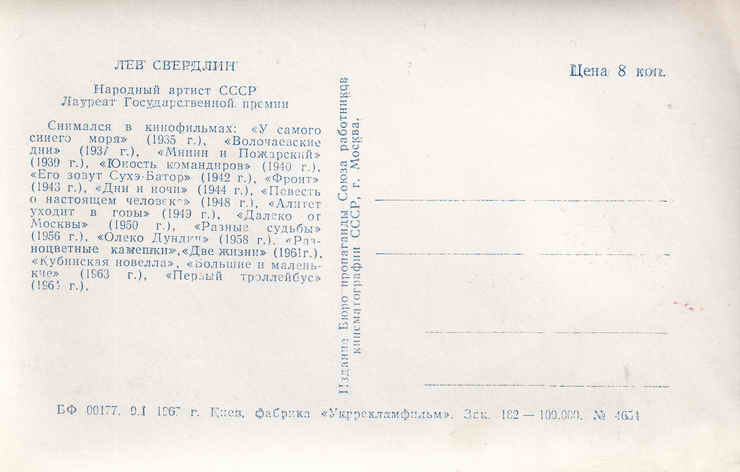 ЛЕВ СВЕРДЛИН
Народный артист СССР
Лауреат Государственной премии
Снимался в кинофильмах: «У самого
синего моря» (1935 г.), «Волочаевские
дни» (1937 г.), «Минин и Пожарский»
(1939 г.), «Юность командиров» (1940 г.),
«Его зовут Сухэ-Батор» (1942 г.), «Фронт»
(1943 г.), «Дни и ночи» (1944 г.), «Повесть
о настоящем человеке» (1948 г.), «Алитет
уходит в горы» (1949 г.), «Далеко от
Москвы» (1950 г.), «Разные судьбы»
(1956 г.), «Олеко Дундич» (1958 г.), «Раз-
ноцветные камешки», «Две жизни» (1961г.),
«Кубинская новелла», «Большие и малень-
кие» (1963 г.), «Первый троллейбус»
Издание Бюро пропаганды Союза работников
кинематографии СССР, г. Москва.
Цена 8 коп.
БФ 00177. 9.I 1967 г. Киев, фабрика «Укррекламфильм». Зак. 182 — 100.000. № 4654